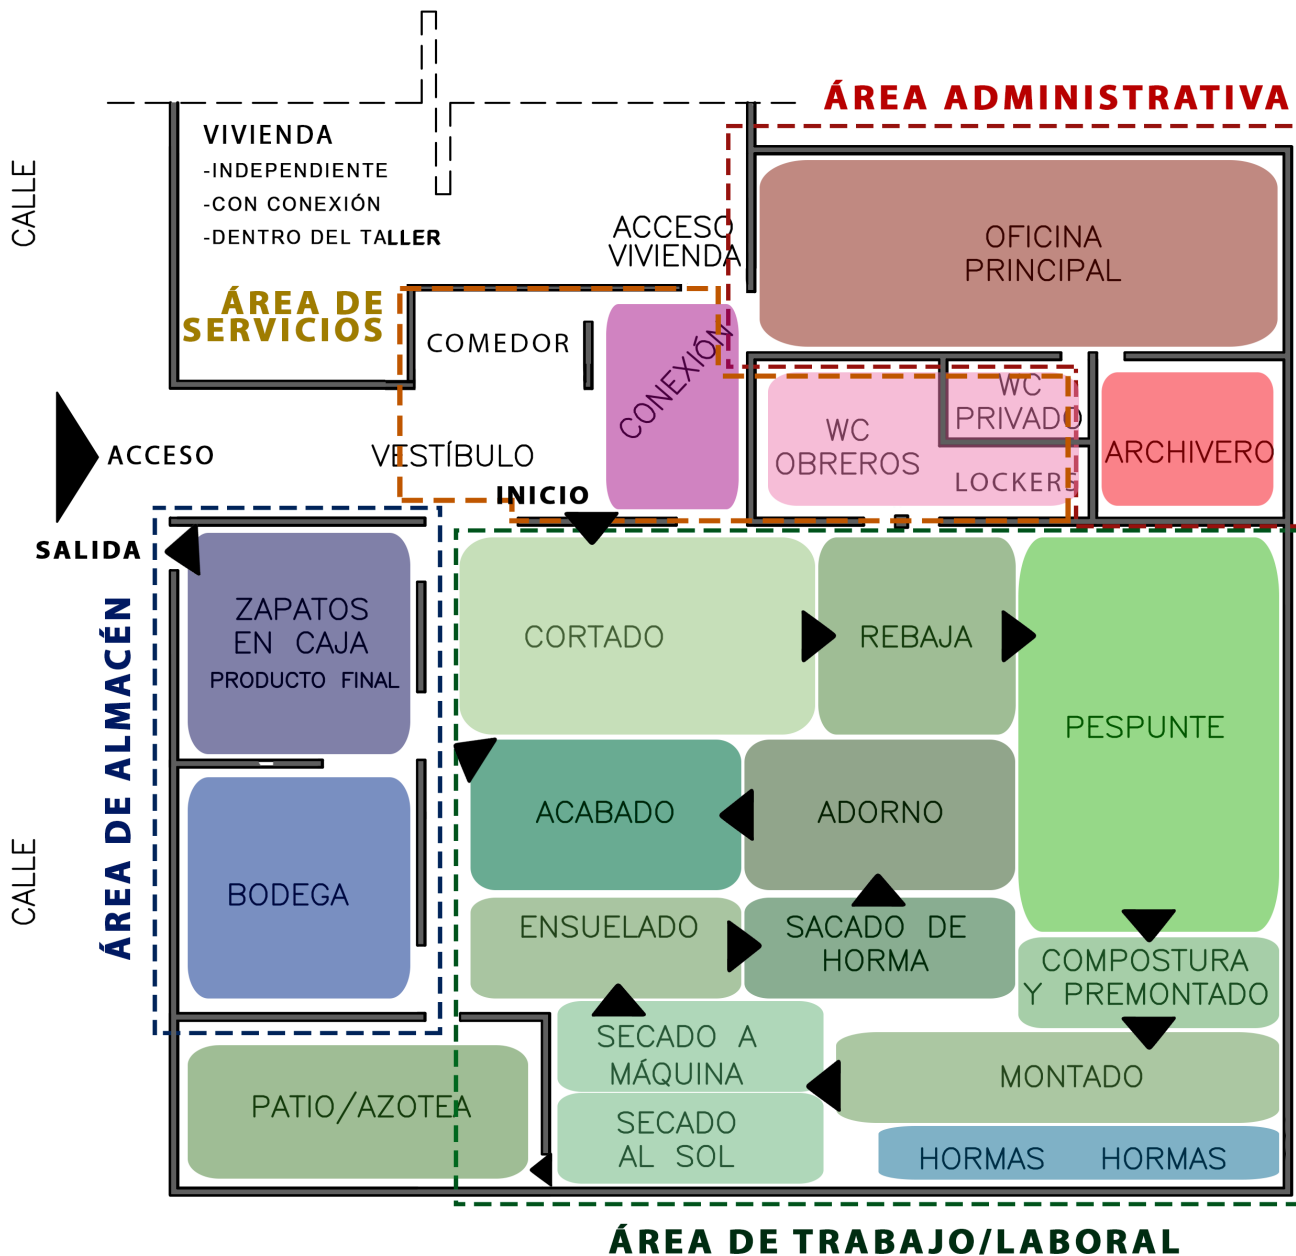 ÁREA ADMINISTRATIVA
CALLE
VIVIENDA
-INDEPENDIENTE
-CON CONEXIÓN
-DENTRO DEL TALLER
ACCESO
VIVIENDA
OFICINA
PRINCIPAL
ÁREA DE
SERVICIOS
COMEDOR
CONEXIÓN
WC
PRIVADO
WC
OBREROS
LOCKERS
ARCHIVERO
ACCESO
VESTÍBULO
INICIO
SALIDA
ZAPATOS
EN CAJA
PRODUCTO FINAL
CORTADO
REBAJA
PESPUNTE
ÁREA DE ALMACÉN
CALLE
BODEGA
ACABADO
ADORNO
ENSUELADO
SACADO DE
HORMA
COMPOSTURA
Y PREMONTADO
SECADO A
MÁQUINA
MONTADO
PATIO/AZOTEA
SECADO
AL SOL
HORMAS HORMAS
ÁREA DE TRABAJO/LABORAL